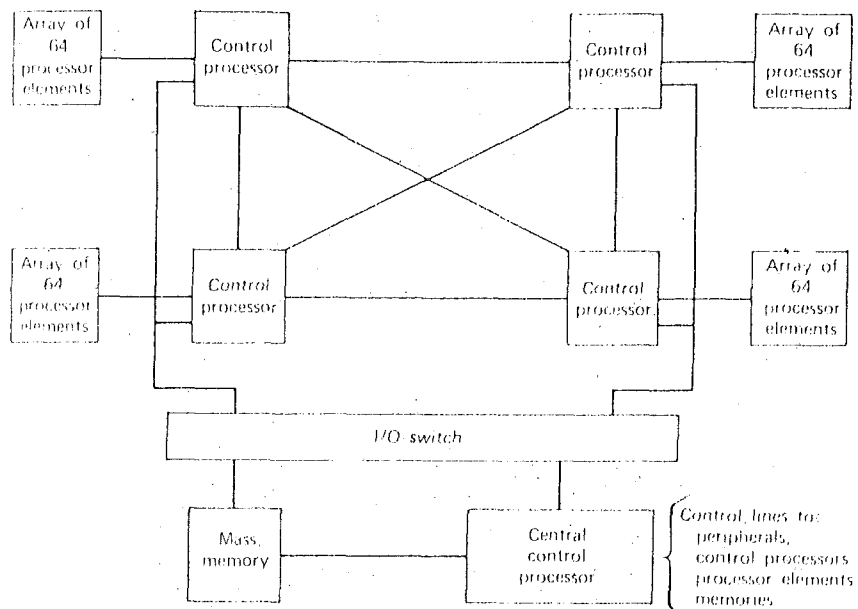 Array of
64
processor
elements
Control
processor
Control
processor
Array of
64
processor
elements
Array of
64
processor
elements
Control
processor
Control
processor
Array of
64
processor
elements
I/O switch
Mass
memory
Central
control
processor
Control lines to:
peripherals,
control processors
processor elements
memories